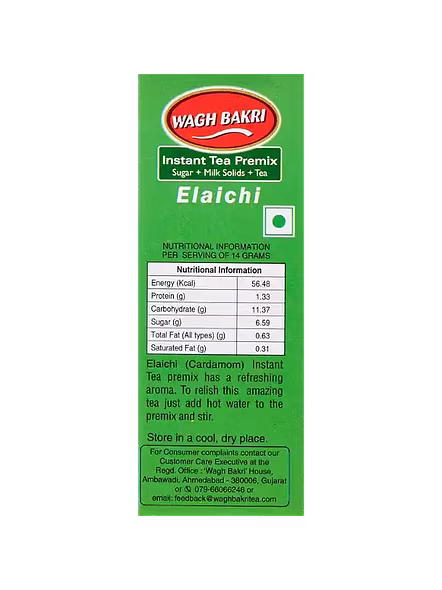 WAGH BAKRI
Instant Tea Premix
Sugar + Milk Solids + Tea
Elaichi
NUTRITIONAL INFORMATION
PER SERVING OF 14 GRAMS
Nutritional Information
Energy (Kcal) 56.48
Protein (g) 1.33
Carbohydrate (g) 11.37
Sugar (g) 6.59
Total Fat (All types) (g) 0.63
Saturated Fat (g) 0.31
Elaichi (Cardamom) Instant
Tea premix has a refreshing
aroma. To relish this amazing
tea just add hot water to the
premix and stir.
Store in a cool, dry place.
For Consumer complaints contact our
Customer Care Executive at the
Regd. Office : 'Wagh Bakri' House,
Ambawadi, Ahmedabad - 380006, Gujarat
or 079-66066246 or
email: feedback@waghbakritea.com